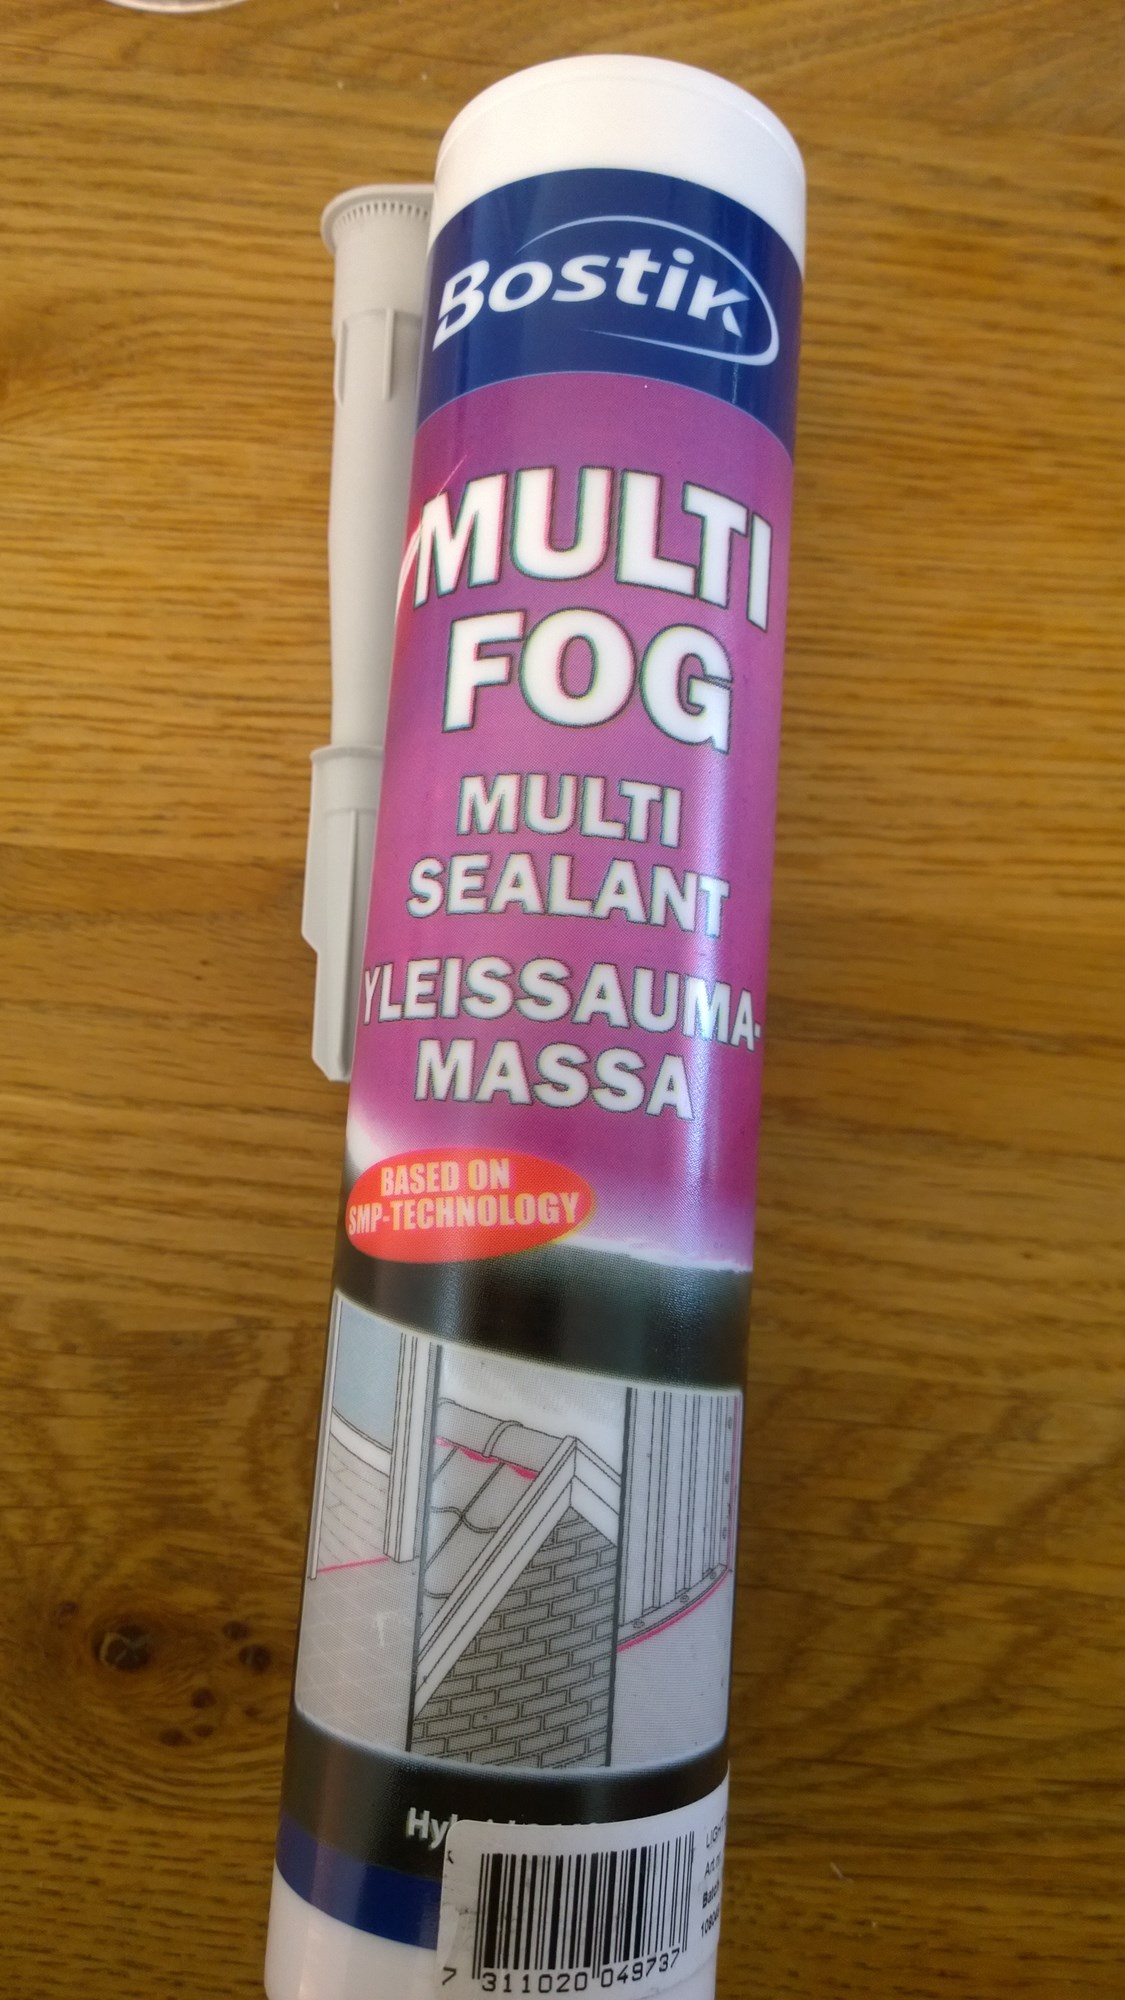 Bostik
MULTI
FOG
MULTI
SEALANT
YLEISSAUMA-
MASSA
BASED ON
SMP-TECHNOLOGY
7 311020 049737